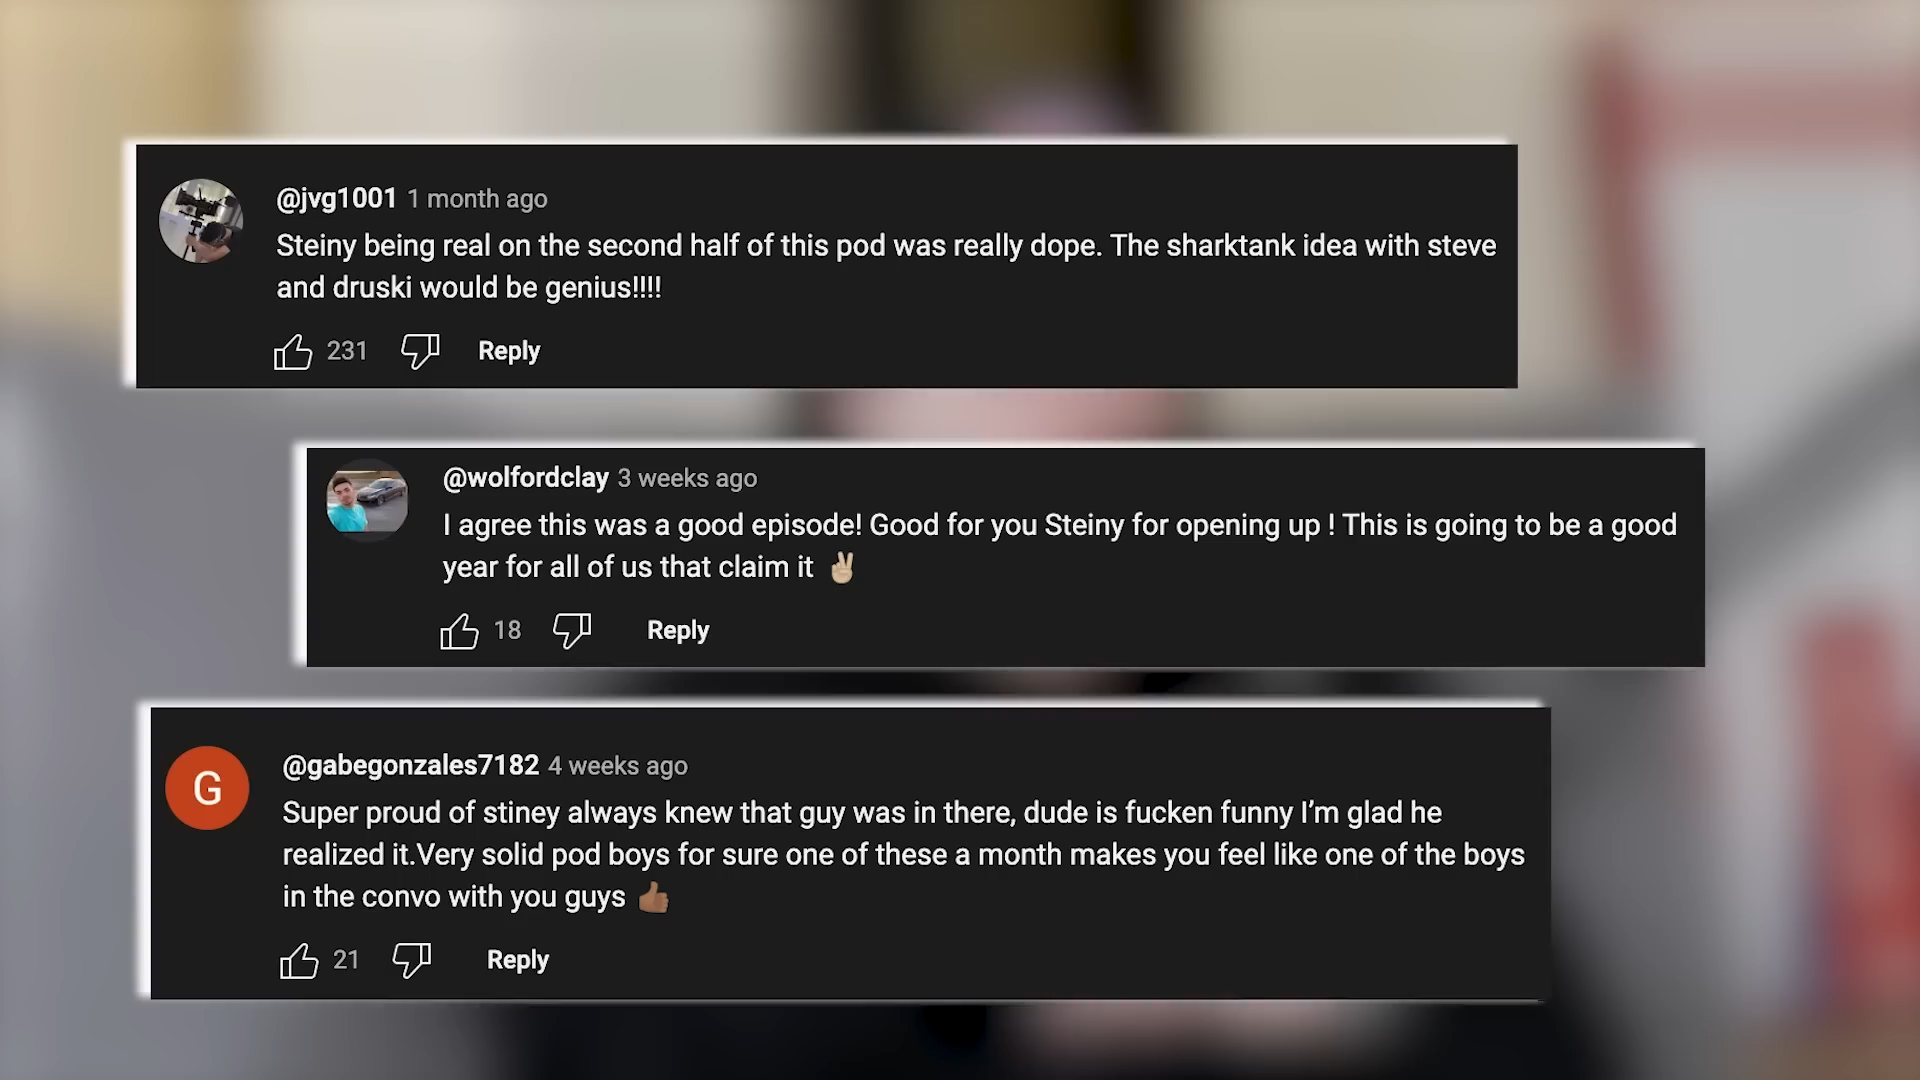 @jvg1001 1 month ago
Steiny being real on the second half of this pod was really dope. The sharktank idea with steve
and druski would be genius!!!!
231 Reply
@wolfordclay 3 weeks ago
I agree this was a good episode! Good for you Steiny for opening up ! This is going to be a good
year for all of us that claim it ✌🏼
18 Reply
G
@gabegonzales7182 4 weeks ago
Super proud of stiney always knew that guy was in there, dude is fucken funny I’m glad he
realized it.Very solid pod boys for sure one of these a month makes you feel like one of the boys
in the convo with you guys 👍🏾
21 Reply